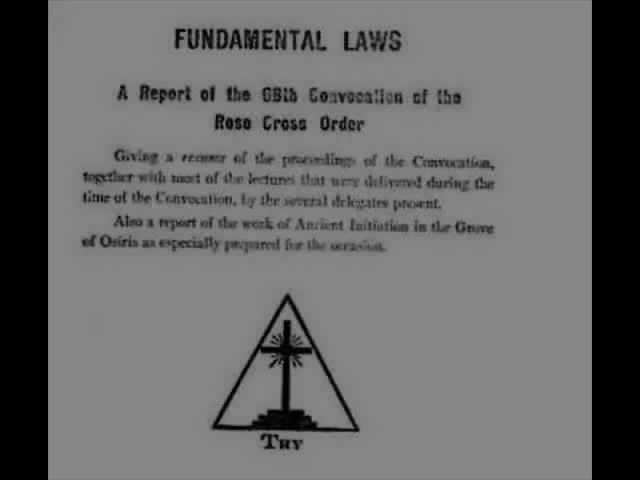 FUNDAMENTAL LAWS
A Report of the 68th Convocation of the
Rose Cross Order
Giving a resume of the proceedings of the Convocation,
together with most of the lectures that were delivered during the
time of the Convocation, by the several delegates present.
Also a report of the work of Ancient Initiation in the Grove
of Osiris as especially prepared for the occasion.
TRY